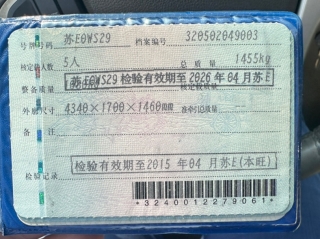 号牌号码 苏E0WS29 档案编号 320502049003
核定载人数 5人 总质量 1455kg
苏E0WS29 检验有效期至2026年04月苏E
整备质量 核定载质量
外廓尺寸 4340×1700×1460 准牵引总质量 --
备注 --
检验记录 检验有效期至2015年04月苏E(本旺)
*3240012279061*